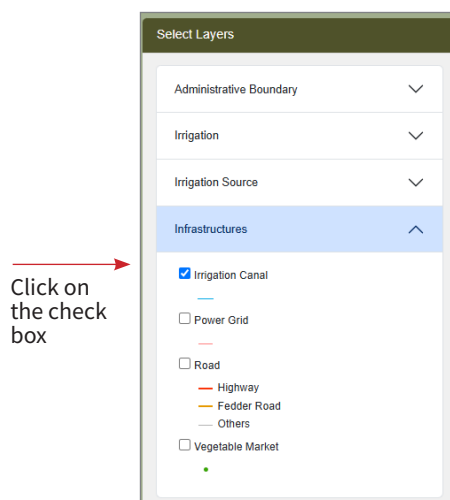 Select Layers
Administrative Boundary
Irrigation
Irrigation Source
Infrastructures
Click on
the check
box
Irrigation Canal
Power Grid
Road
Highway
Fedder Road
Others
Vegetable Market